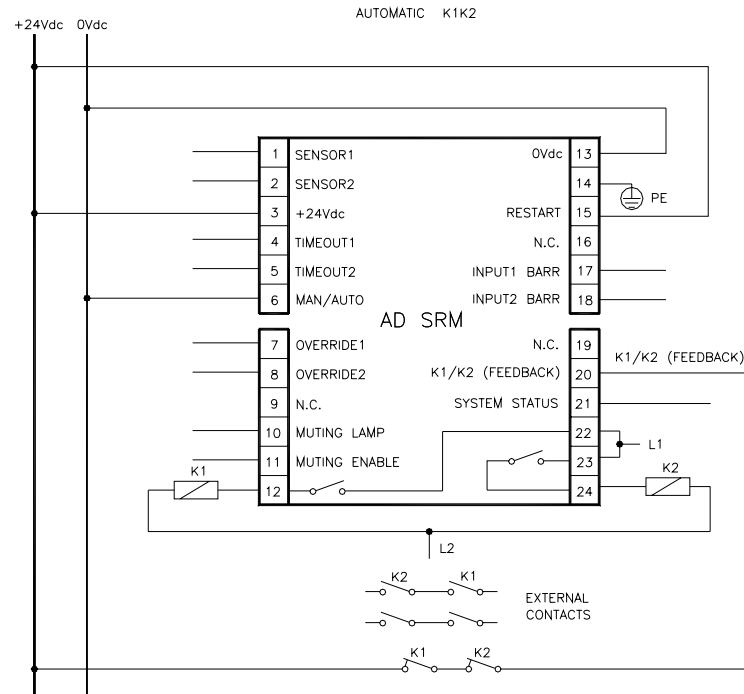 AUTOMATIC K1K2
+24Vdc 0Vdc
1 SENSOR1 0Vdc 13
2 SENSOR2 14 PE
3 +24Vdc RESTART 15
4 TIMEOUT1 N.C. 16
5 TIMEOUT2 INPUT1 BARR 17
6 MAN/AUTO INPUT2 BARR 18
AD SRM
7 OVERRIDE1 N.C. 19
K1/K2 (FEEDBACK)
8 OVERRIDE2 K1/K2 (FEEDBACK) 20
9 N.C. SYSTEM STATUS 21
10 MUTING LAMP 22
L1
11 MUTING ENABLE 23
K1 K2
12 24
L2
K2 K1
EXTERNAL
CONTACTS
K1 K2